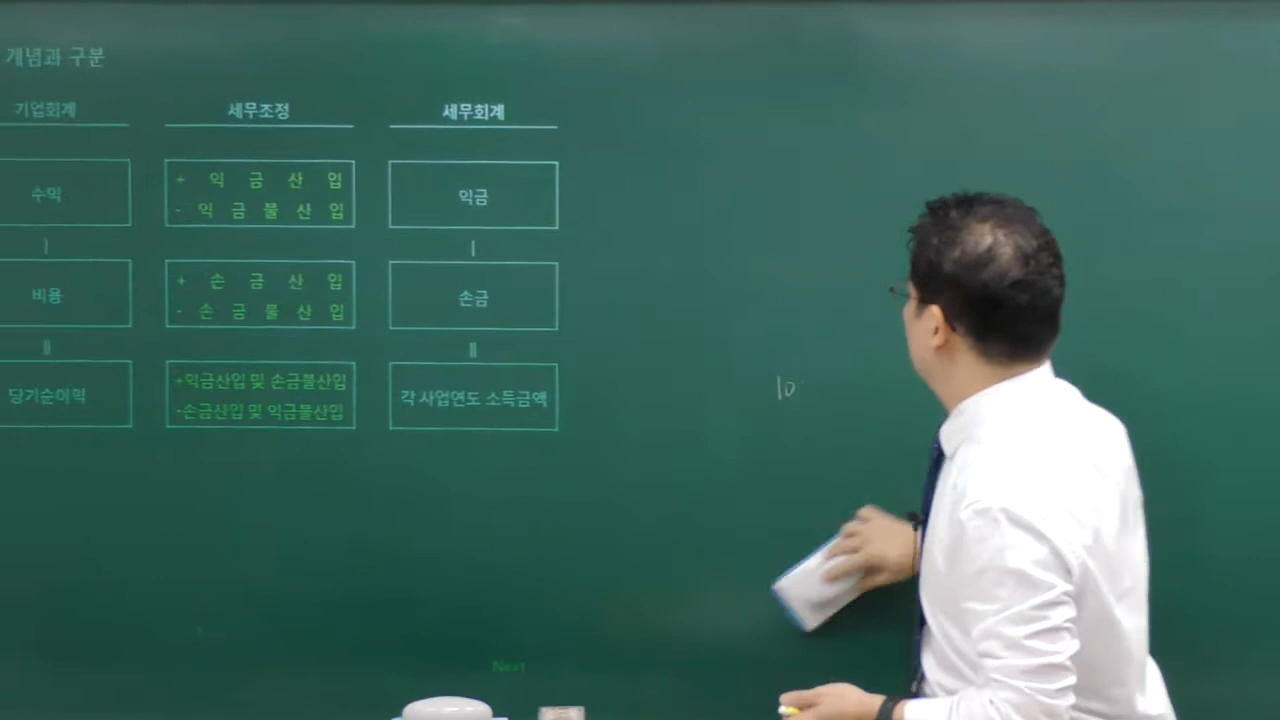 개념과 구분
기업회계 세무조정 세무회계
수익
+ 익 금 산 입
- 익 금 불 산 입
익금
비용
+ 손 금 산 입
- 손 금 불 산 입
손금
당기순이익
+익금산입 및 손금불산입
-손금산입 및 익금불산입
각 사업연도 소득금액
10
Next